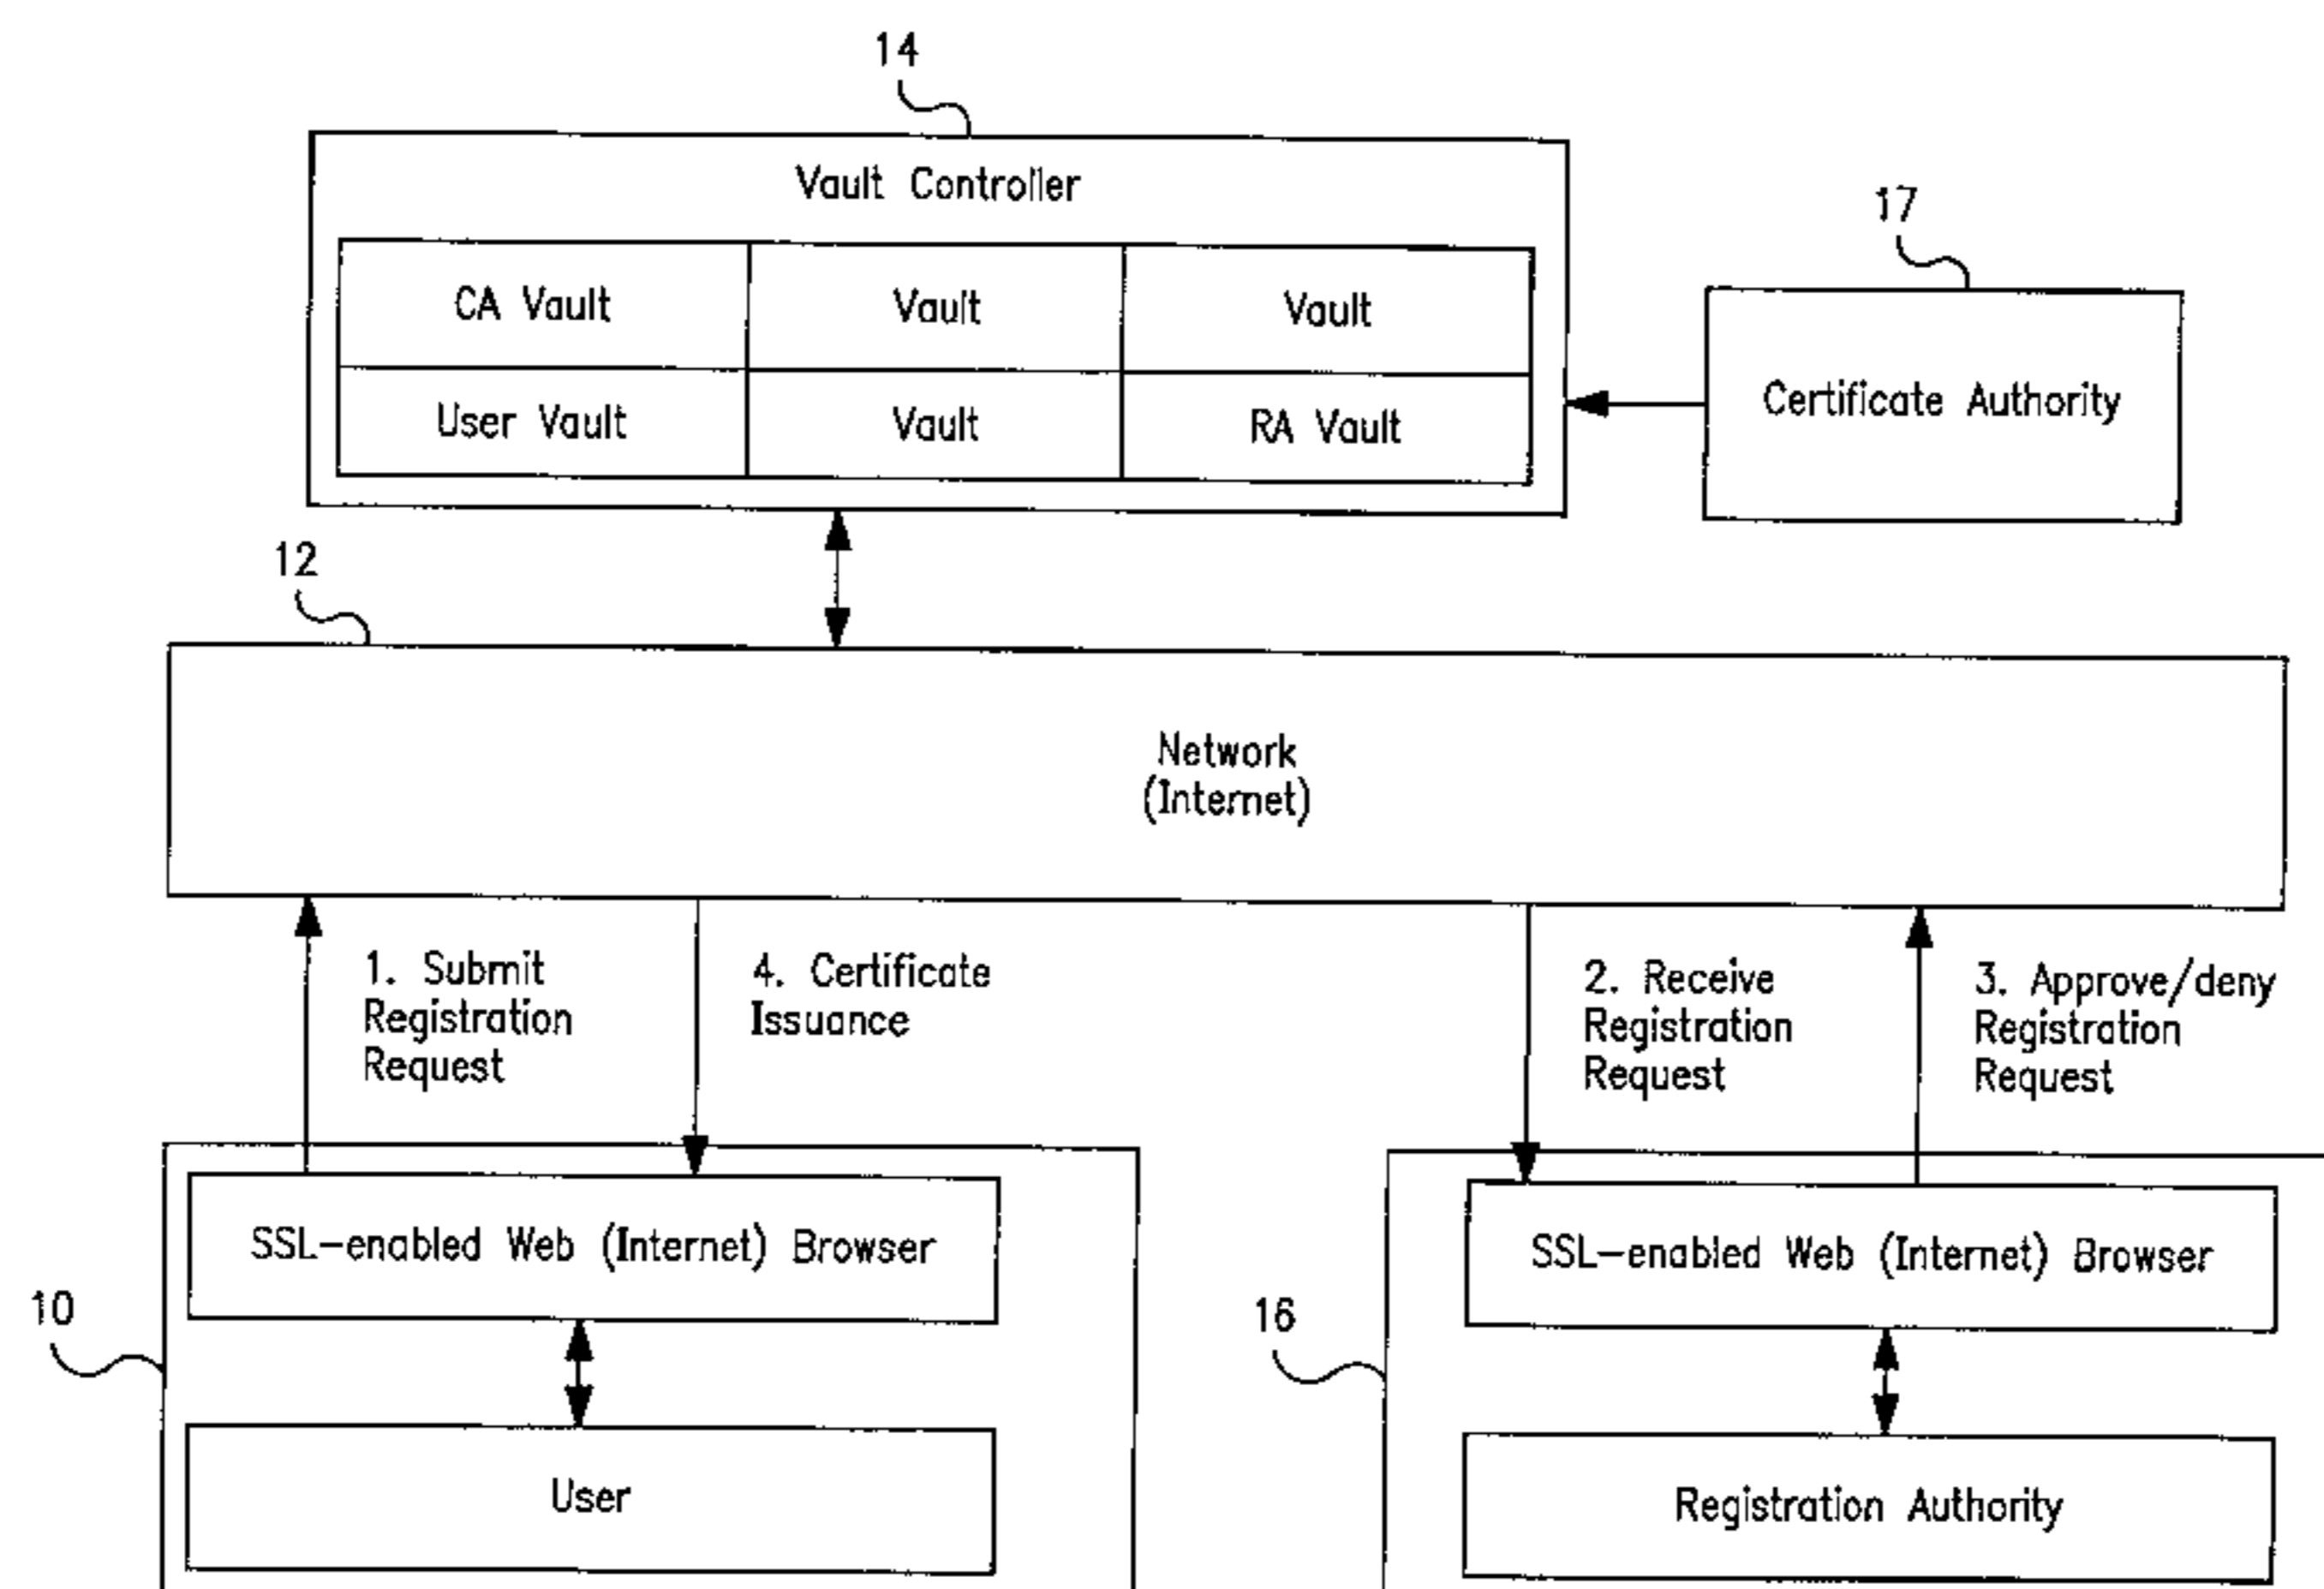 14
Vault Controller
17
CA Vault
Vault
Vault
User Vault
Vault
RA Vault
Certificate Authority
12
Network
(Internet)
1. Submit
Registration
Request
4. Certificate
Issuance
2. Receive
Registration
Request
3. Approve/deny
Registration
Request
SSL-enabled Web (Internet) Browser
SSL-enabled Web (Internet) Browser
10
16
User
Registration Authority